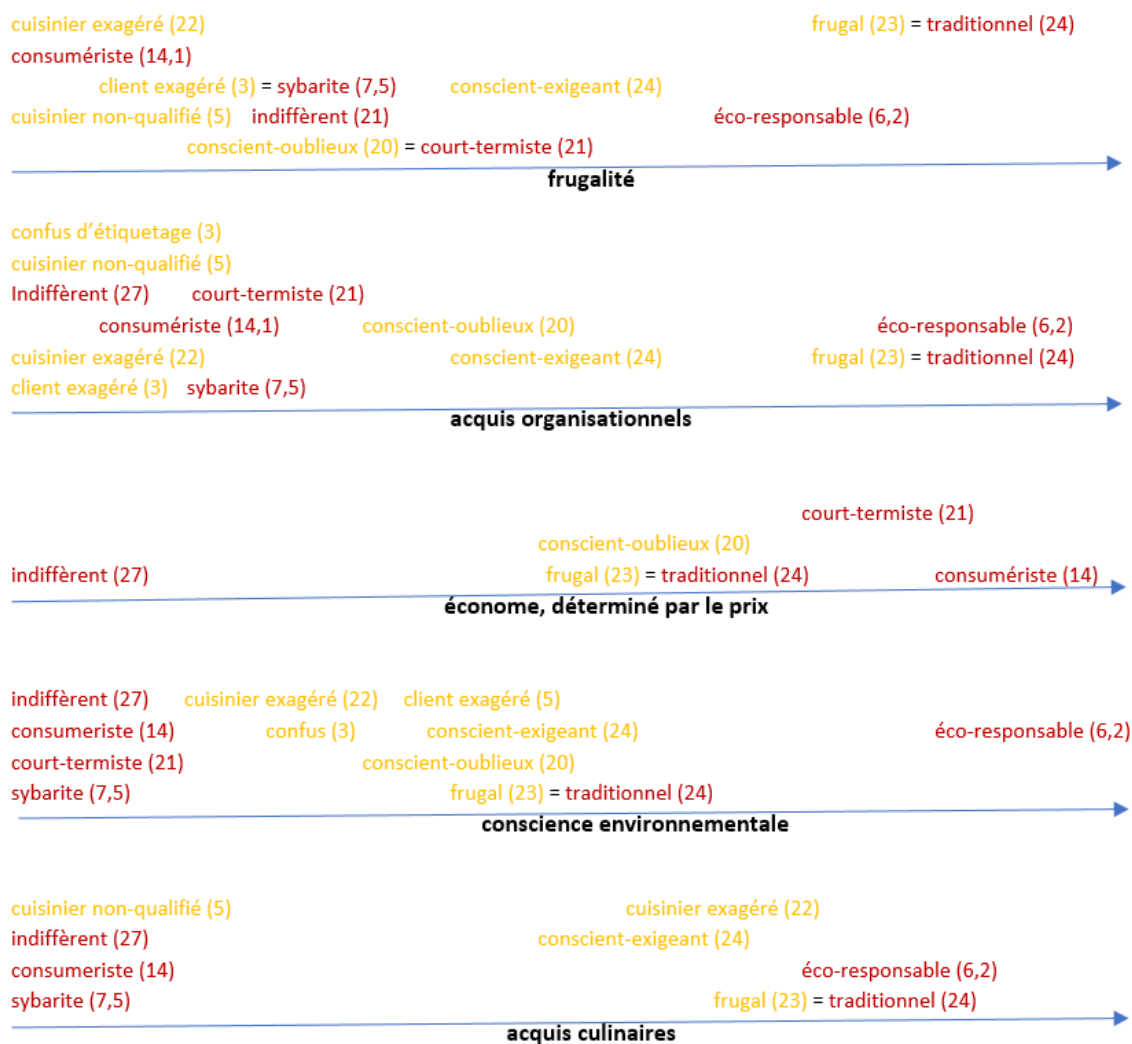 cuisinier exagéré (22) frugal (23) = traditionnel (24)
consumériste (14,1)
client exagéré (3) = sybarite (7,5) conscient-exigeant (24)
cuisinier non-qualifié (5) indiffèrent (21) éco-responsable (6,2)
conscient-oublieux (20) = court-termiste (21)
frugalité
confus d'étiquetage (3)
cuisinier non-qualifié (5)
Indiffèrent (27) court-termiste (21)
consumériste (14,1) conscient-oublieux (20) éco-responsable (6,2)
cuisinier exagéré (22) conscient-exigeant (24) frugal (23) = traditionnel (24)
client exagéré (3) sybarite (7,5)
acquis organisationnels
court-termiste (21)
conscient-oublieux (20)
indiffèrent (27) frugal (23) = traditionnel (24) consumériste (14)
économe, déterminé par le prix
indiffèrent (27) cuisinier exagéré (22) client exagéré (5)
consumeriste (14) confus (3) conscient-exigeant (24) éco-responsable (6,2)
court-termiste (21) conscient-oublieux (20)
sybarite (7,5) frugal (23) = traditionnel (24)
conscience environnementale
cuisinier non-qualifié (5) cuisinier exagéré (22)
indiffèrent (27) conscient-exigeant (24)
consumeriste (14) éco-responsable (6,2)
sybarite (7,5) frugal (23) = traditionnel (24)
acquis culinaires